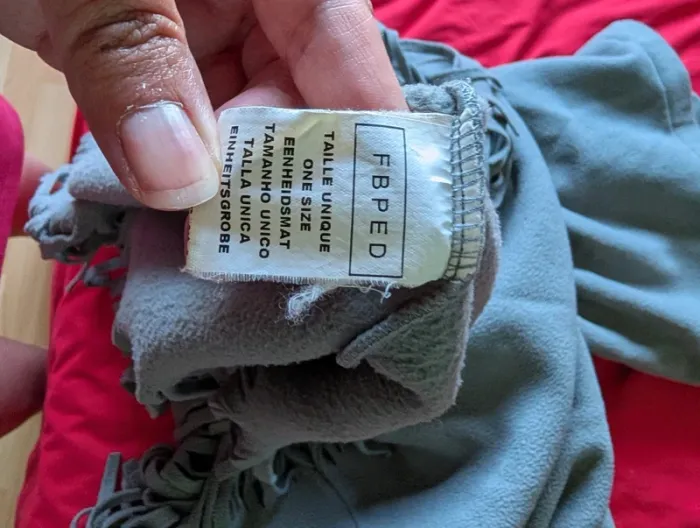 FBPED
TAILLE UNIQUE
ONE SIZE
EENHEIDSMAT
TAMANHO UNICO
TALLA UNICA
EINHEITSGROBE